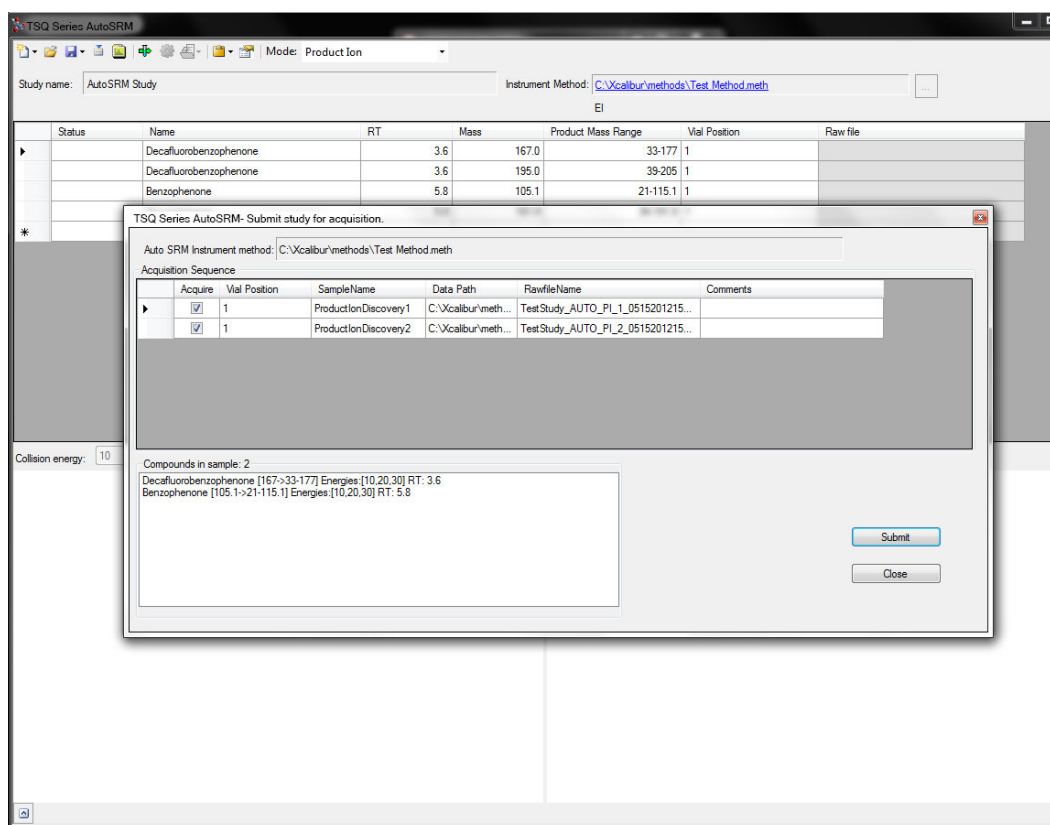 TSQ Series AutoSRM
Mode: Product Ion
Study name: AutoSRM Study Instrument Method: C:\Xcalibur\methods\Test Method.meth ...
EI
Status Name RT Mass Product Mass Range Vial Position Raw file
Decafluorobenzophenone 3.6 167.0 33-177 1
Decafluorobenzophenone 3.6 195.0 39-205 1
Benzophenone 5.8 105.1 21-115.1 1
TSQ Series AutoSRM- Submit study for acquisition.
Auto SRM Instrument method: C:\Xcalibur\methods\Test Method.meth
Acquisition Sequence
Acquire Vial Position SampleName Data Path RawfileName Comments
1 ProductIonDiscovery1 C:\Xcalibur\meth... TestStudy_AUTO_PI_1_0515201215...
1 ProductIonDiscovery2 C:\Xcalibur\meth... TestStudy_AUTO_PI_2_0515201215...
Collision energy: 10
Compounds in sample: 2
Decafluorobenzophenone [167->33-177] Energies:[10,20,30] RT: 3.6
Benzophenone [105.1->21-115.1] Energies:[10,20,30] RT: 5.8
Submit
Close